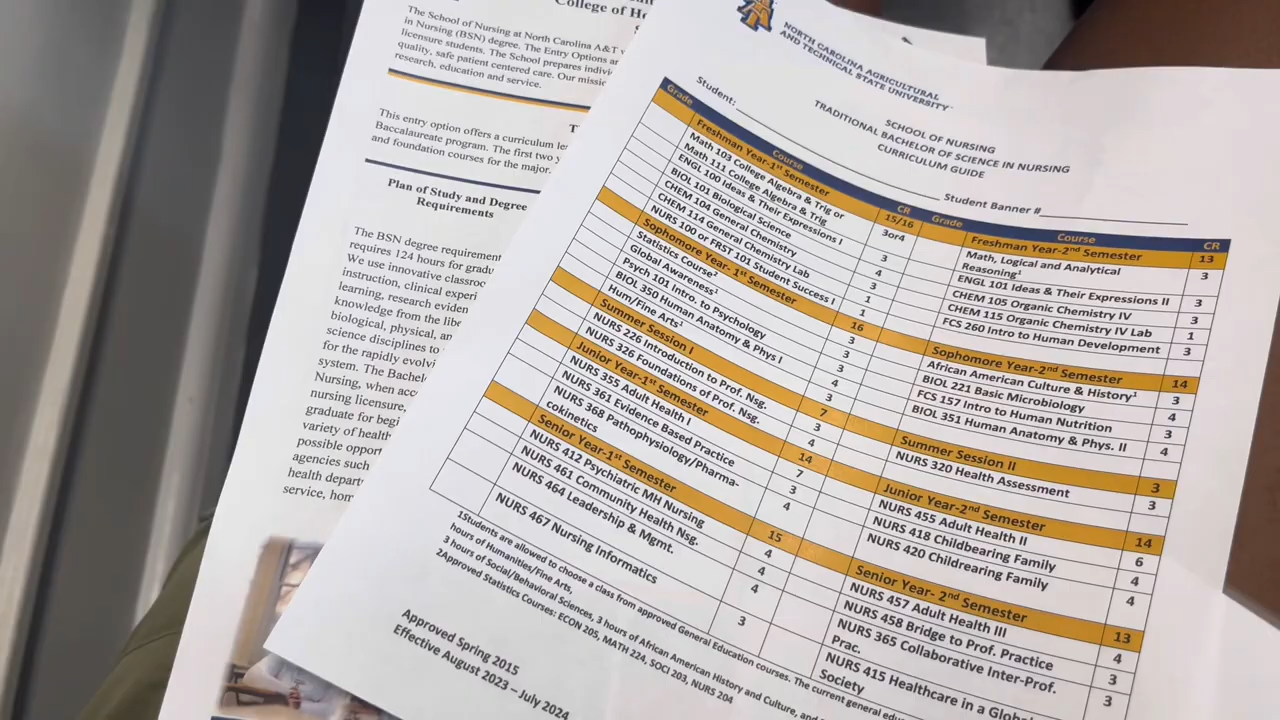 College of He
The School of Nursing at North Carolina A&T
in Nursing (BSN) degree. The Entry Options ar
licensure students. The School prepares indivi
quality, safe patient centered care. Our missio
research, education and service.
This entry option offers a curriculum
Baccalaureate program. The first two y
and foundation courses for the major.
Plan of Study and Degree
Requirements
The BSN degree requirement
requires 124 hours for gradu
We use innovative classroo
instruction, clinical experi
learning, research eviden
knowledge from the libe
biological, physical, an
science disciplines to
for the rapidly evolvi
system. The Bachel
Nursing, when acc
nursing licensure,
graduate for begi
variety of health
possible opport
agencies such
health depart
service, hom
NORTH CAROLINA AGRICULTURAL
AND TECHNICAL STATE UNIVERSITY
SCHOOL OF NURSING
TRADITIONAL BACHELOR OF SCIENCE IN NURSING
CURRICULUM GUIDE
Student:
Student Banner #
Grade Course CR
Freshman Year-1st Semester 15/16
Math 103 College Algebra & Trig or
Math 111 College Algebra & Trig 3or4
ENGL 100 Ideas & Their Expressions I 3
BIOL 101 Biological Science 4
CHEM 104 General Chemistry 3
CHEM 114 General Chemistry Lab 1
NURS 100 or FRST 101 Student Success I 1
Sophomore Year- 1st Semester 16
Statistics Course² 3
Global Awareness¹ 3
Psych 101 Intro. to Psychology 3
BIOL 350 Human Anatomy & Phys I 4
Hum/Fine Arts¹ 3
Summer Session I 7
NURS 226 Introduction to Prof. Nsg. 3
NURS 326 Foundations of Prof. Nsg. 4
Junior Year-1st Semester 14
NURS 355 Adult Health I 7
NURS 361 Evidence Based Practice 3
NURS 368 Pathophysiology/Pharma-
cokinetics 4
Senior Year-1st Semester 15
NURS 412 Psychiatric MH Nursing 4
NURS 461 Community Health Nsg. 4
NURS 464 Leadership & Mgmt. 4
NURS 467 Nursing Informatics 3
Grade Course CR
Freshman Year-2nd Semester 13
Math, Logical and Analytical
Reasoning¹ 3
ENGL 101 Ideas & Their Expressions II 3
CHEM 105 Organic Chemistry IV 3
CHEM 115 Organic Chemistry IV Lab 1
FCS 260 Intro to Human Development 3
Sophomore Year-2nd Semester 14
African American Culture & History¹ 3
BIOL 221 Basic Microbiology 4
FCS 157 Intro to Human Nutrition 3
BIOL 351 Human Anatomy & Phys. II 4
Summer Session II 3
NURS 320 Health Assessment 3
Junior Year-2nd Semester 14
NURS 455 Adult Health II 6
NURS 418 Childbearing Family 4
NURS 420 Childrearing Family 4
Senior Year- 2nd Semester 13
NURS 457 Adult Health III 4
NURS 458 Bridge to Prof. Practice 3
NURS 365 Collaborative Inter-Prof.
Prac. 3
NURS 415 Healthcare in a Global
Society
1Students are allowed to choose a class from approved General Education courses. The current general edu
hours of Humanities/Fine Arts,
3 hours of Social/Behavioral Sciences, 3 hours of African American History and Culture, and
2Approved Statistics Courses: ECON 205, MATH 224, SOCI 203, NURS 204
Approved Spring 2015
Effective August 2023 – July 2024